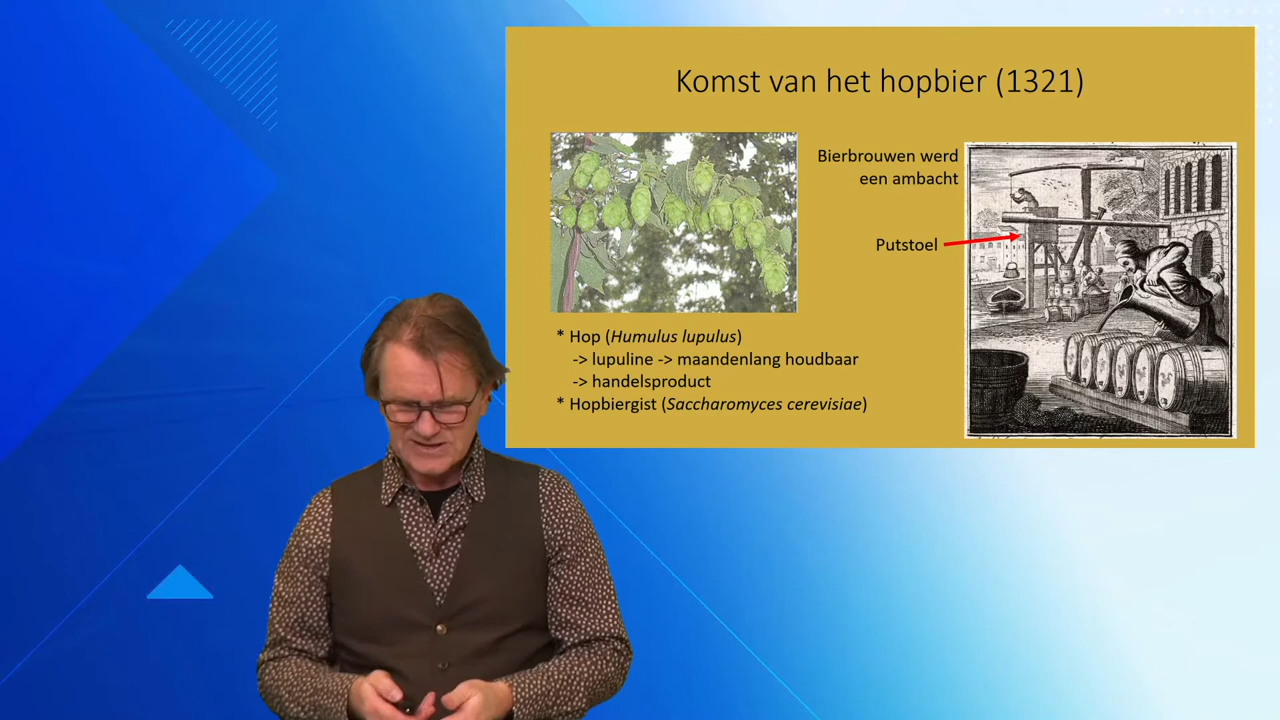 Komst van het hopbier (1321)
Bierbrouwen werd
een ambacht
Putstoel
* Hop (Humulus lupulus)
-> lupuline -> maandenlang houdbaar
-> handelsproduct
* Hopbiergist (Saccharomyces cerevisiae)